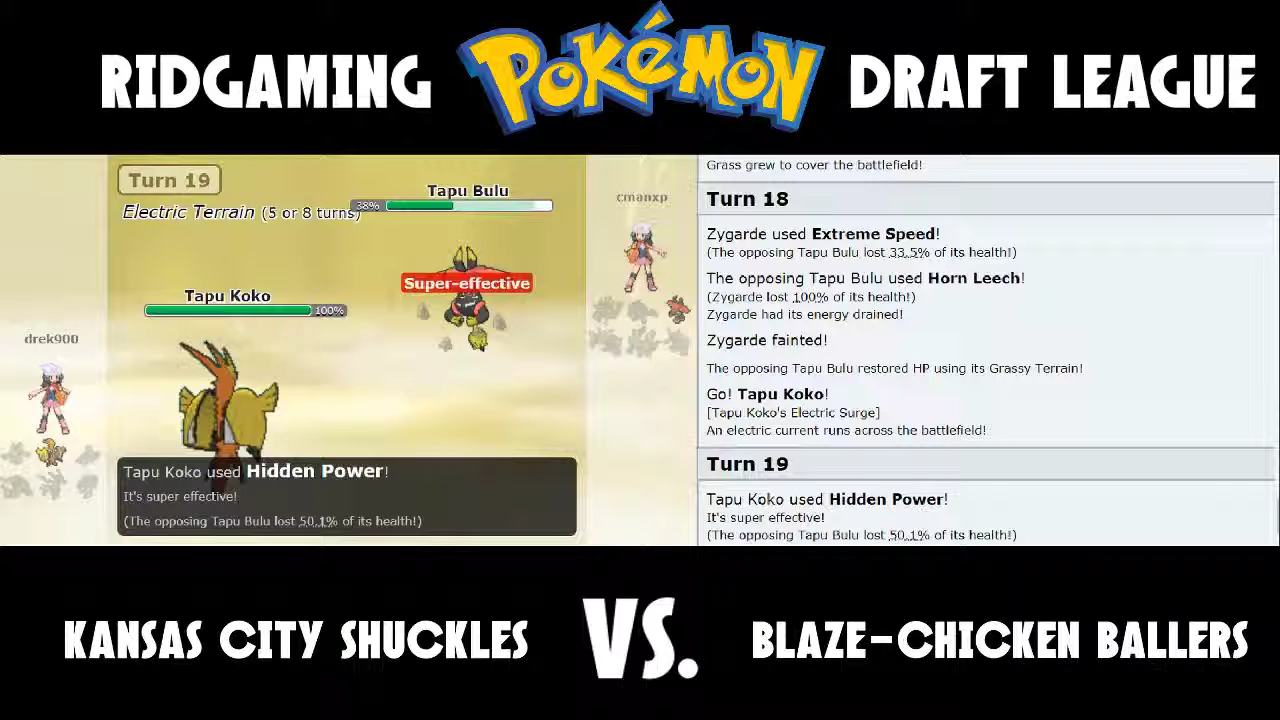 RIDGAMING
POKéMON
DRAFT LEAGUE
Turn 19
Electric Terrain (5 or 8 turns)
Tapu Bulu
38%
Super-effective
Tapu Koko
100%
drek900
cmanxp
Tapu Koko used Hidden Power!
It's super effective!
(The opposing Tapu Bulu lost 50.1% of its health!)
Grass grew to cover the battlefield!
Turn 18
Zygarde used Extreme Speed!
(The opposing Tapu Bulu lost 33.5% of its health!)
The opposing Tapu Bulu used Horn Leech!
(Zygarde lost 100% of its health!)
Zygarde had its energy drained!
Zygarde fainted!
The opposing Tapu Bulu restored HP using its Grassy Terrain!
Go! Tapu Koko!
[Tapu Koko's Electric Surge]
An electric current runs across the battlefield!
Turn 19
Tapu Koko used Hidden Power!
It's super effective!
(The opposing Tapu Bulu lost 50.1% of its health!)
KANSAS CITY SHUCKLES
VS.
BLAZE-CHICKEN BALLERS